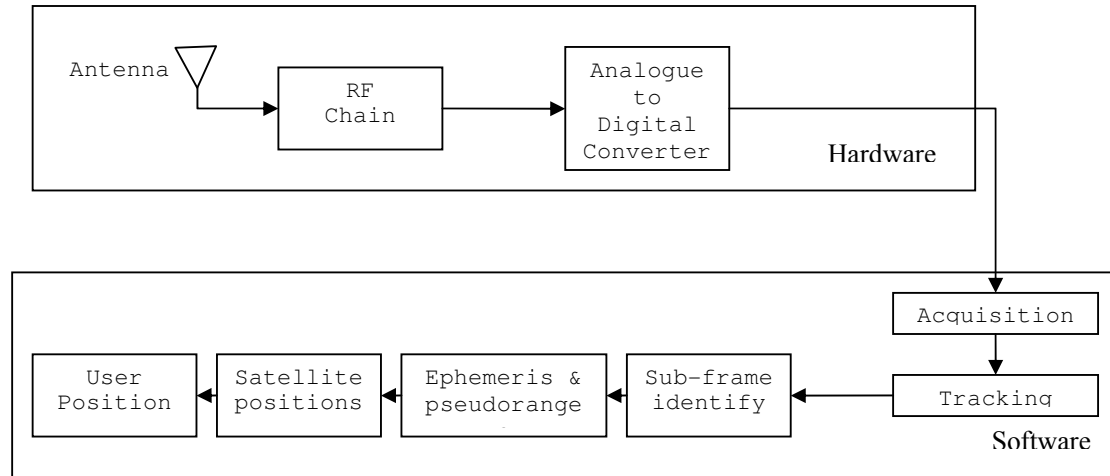 Antenna
RF
Chain
Analogue
to
Digital
Converter
Hardware
Acquisition
Tracking
Sub-frame
identify
Ephemeris &
pseudorange
Satellite
positions
User
Position
Software